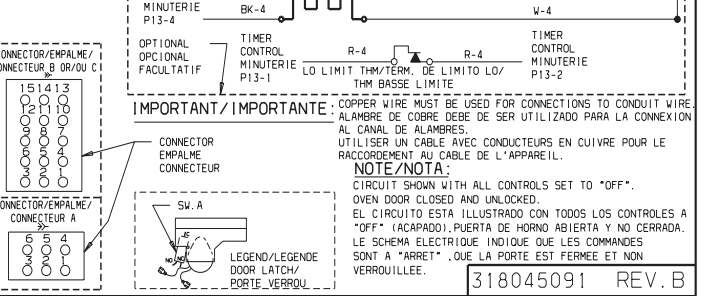 MINUTERIE
P13-4
BK-4
W-4
OPTIONAL
OPCIONAL
FACULTATIF
TIMER
CONTROL
MINUTERIE
P13-1
R-4
R-4
LO LIMIT THM/TERM. DE LIMITO LO/
THM BASSE LIMITE
TIMER
CONTROL
MINUTERIE
P13-2
ONNECTOR/EMPALME/
ONNECTEUR B OR/OU C
15 14 13
12 11 10
9 8 7
6 5 4
3 2 1
CONNECTOR
EMPALME
CONNECTEUR
ONNECTOR/EMPALME/
CONNECTEUR A
6 5 4
3 2 1
IMPORTANT/IMPORTANTE:
COPPER WIRE MUST BE USED FOR CONNECTIONS TO CONDUIT WIRE.
ALAMBRE DE COBRE DEBE DE SER UTILIZADO PARA LA CONNEXION
AL CANAL DE ALAMBRES.
UTILISER UN CABLE AVEC CONDUCTEURS EN CUIVRE POUR LE
RACCORDEMENT AU CABLE DE L'APPAREIL.
NOTE/NOTA:
CIRCUIT SHOWN WITH ALL CONTROLS SET TO "OFF".
OVEN DOOR CLOSED AND UNLOCKED.
EL CIRCUITO ESTA ILLUSTRADO CON TODOS LOS CONTROLES A
"OFF" (ACAPADO),PUERTA DE HORNO ABIERTA Y NO CERRADA.
LE SCHEMA ELECTRIQUE INDIQUE QUE LES COMMANDES
SONT A "ARRET" ,QUE LA PORTE EST FERMEE ET NON
VERROUILLEE.
SW.A
NO
LEGEND/LEGENDE
DOOR LATCH/
PORTE VERROU
318045091 REV.B